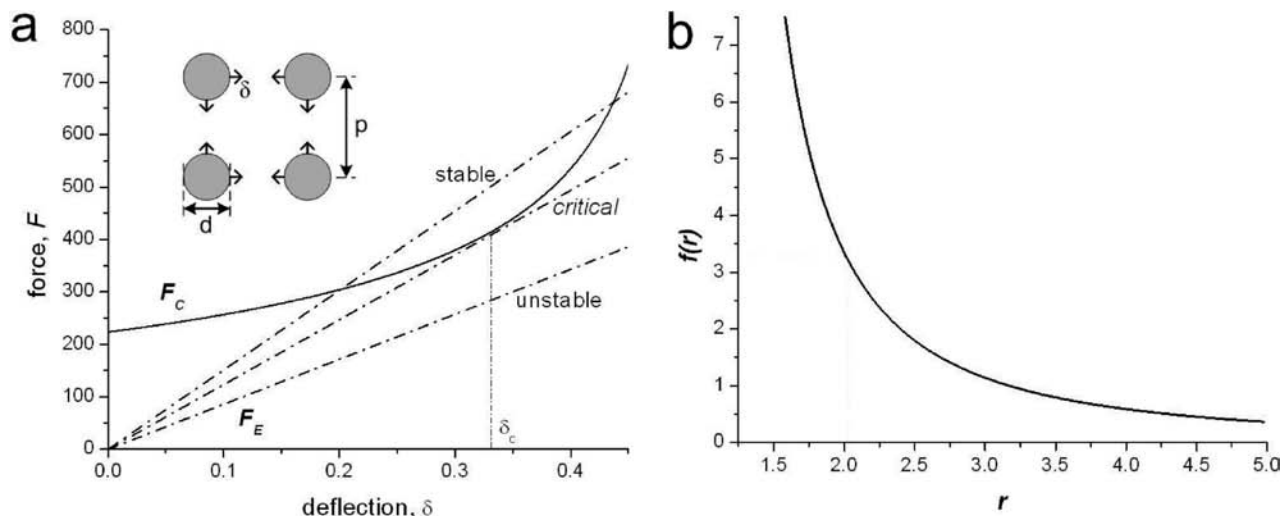 a
800
700
600
500
400
300
200
100
0
force, F
0.0
0.1
0.2
0.3
0.4
deflection, δ
δ
p
d
stable
critical
unstable
F_C
F_E
δ_c
b
7
6
5
4
3
2
1
0
f(r)
1.5
2.0
2.5
3.0
3.5
4.0
4.5
5.0
r